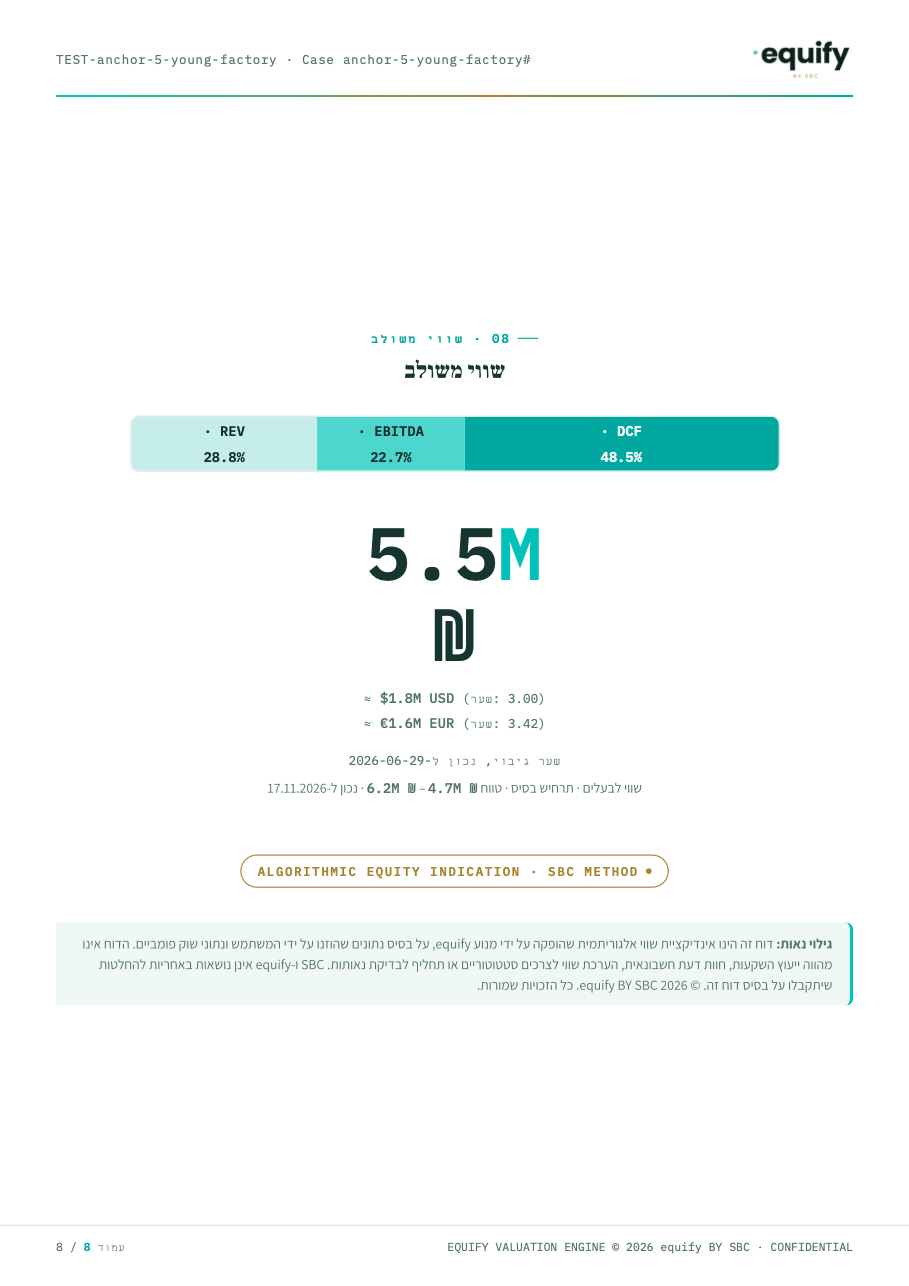 TEST-anchor-5-young-factory · Case anchor-5-young-factory#
equify
BY SBC
08 · שווי משולב
שווי משולב
· REV
28.8%
· EBITDA
22.7%
· DCF
48.5%
5.5M
₪
≈ $1.8M USD (שער: 3.00)
≈ €1.6M EUR (שער: 3.42)
שער גיבוי, נכון ל-2026-06-29
שווי לבעלים · תרחיש בסיס · טווח ₪ 4.7M – ₪ 6.2M · נכון ל-17.11.2026
ALGORITHMIC EQUITY INDICATION · SBC METHOD ●
גילוי נאות: דוח זה הינו אינדיקציית שווי אלגוריתמית שהופקה על ידי מנוע equify, על בסיס נתונים שהוזנו על ידי המשתמש ונתוני שוק פומביים. הדוח אינו
מהווה ייעוץ השקעות, חוות דעת חשבונאית, הערכת שווי לצרכים סטטוטוריים או תחליף לבדיקת נאותות. SBC ו-equify אינן נושאות באחריות להחלטות
שיתקבלו על בסיס דוח זה. © 2026 equify BY SBC. כל הזכויות שמורות.
EQUIFY VALUATION ENGINE © 2026 equify BY SBC · CONFIDENTIAL
עמוד 8 / 8